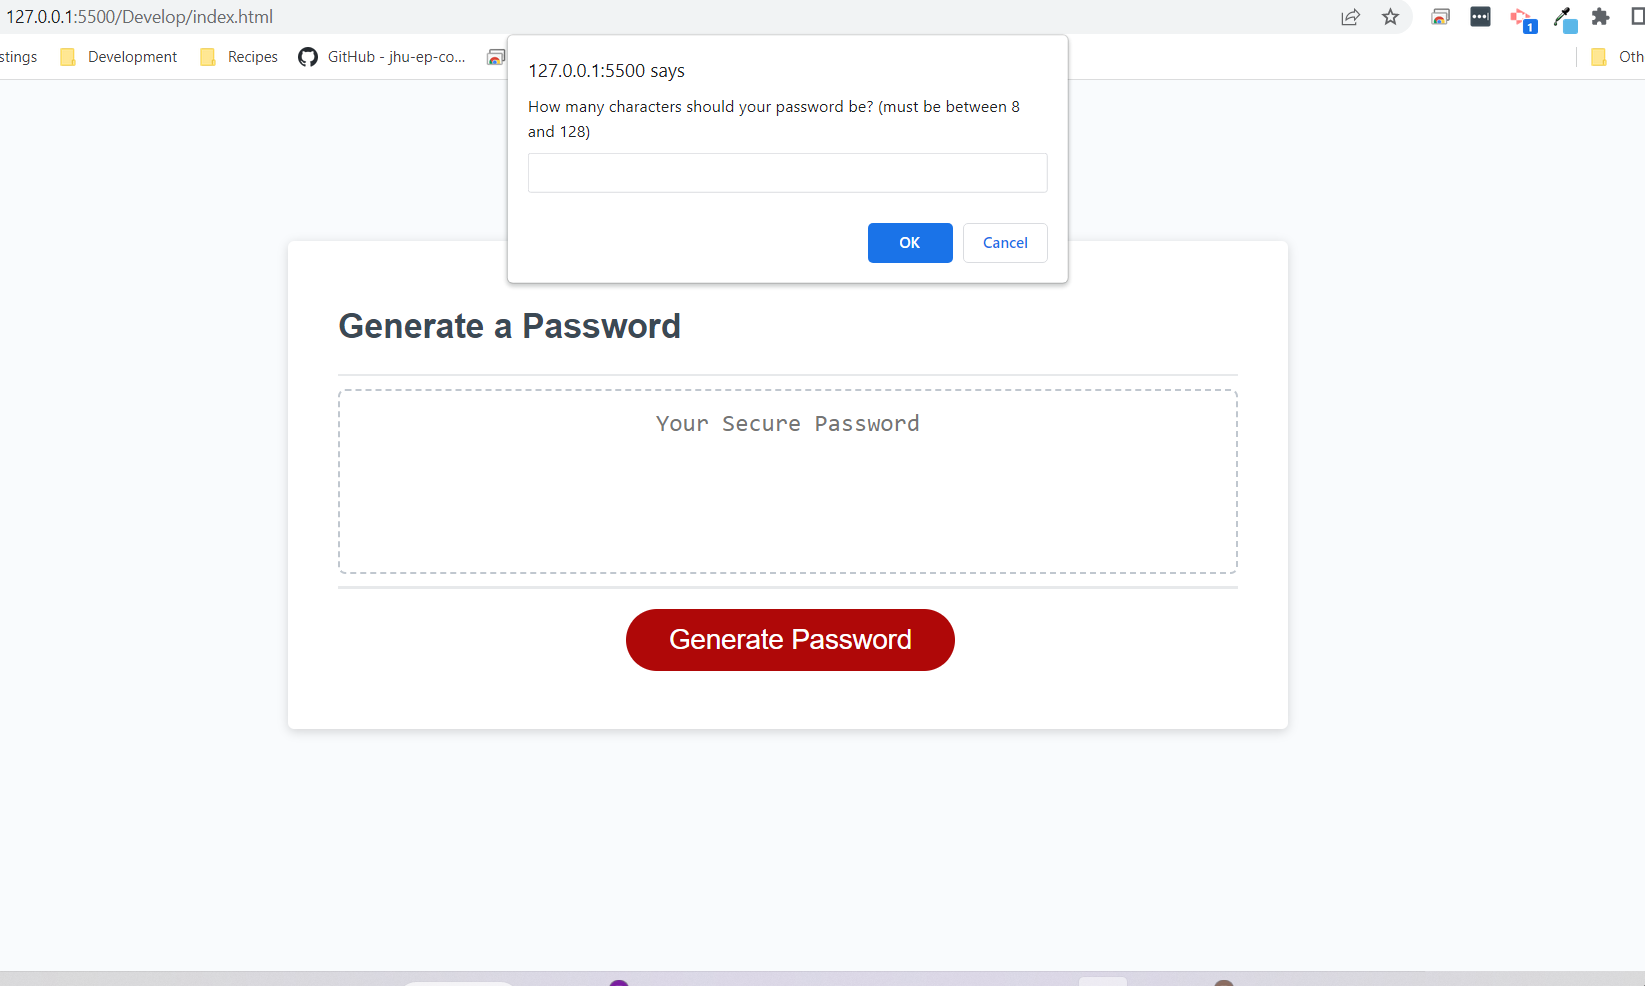 127.0.0.1:5500/Develop/index.html
1
stings
Development
Recipes
GitHub - jhu-ep-co...
Oth
127.0.0.1:5500 says
How many characters should your password be? (must be between 8
and 128)
OK
Cancel
Generate a Password
Your Secure Password
Generate Password